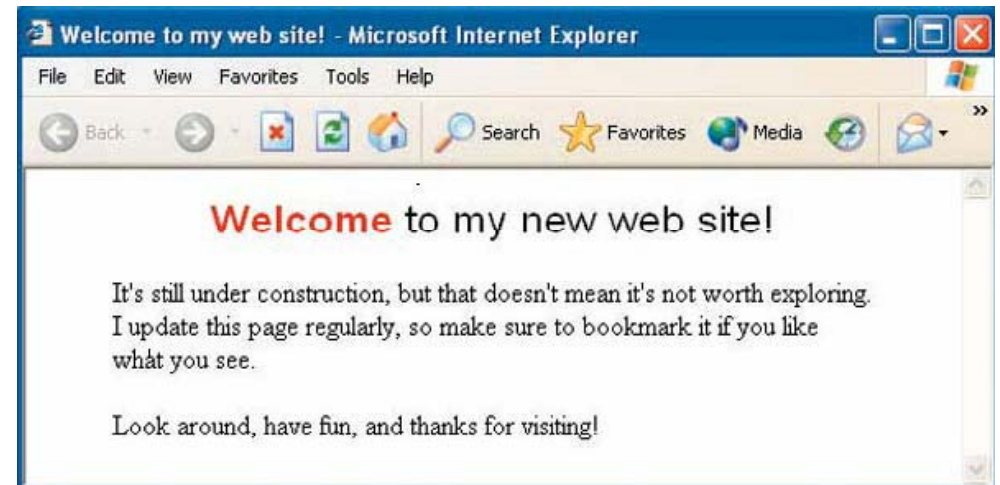 Welcome to my web site! - Microsoft Internet Explorer
File Edit View Favorites Tools Help
Back Search Favorites Media »
Welcome to my new web site!
It's still under construction, but that doesn't mean it's not worth exploring.
I update this page regularly, so make sure to bookmark it if you like
what you see.
Look around, have fun, and thanks for visiting!